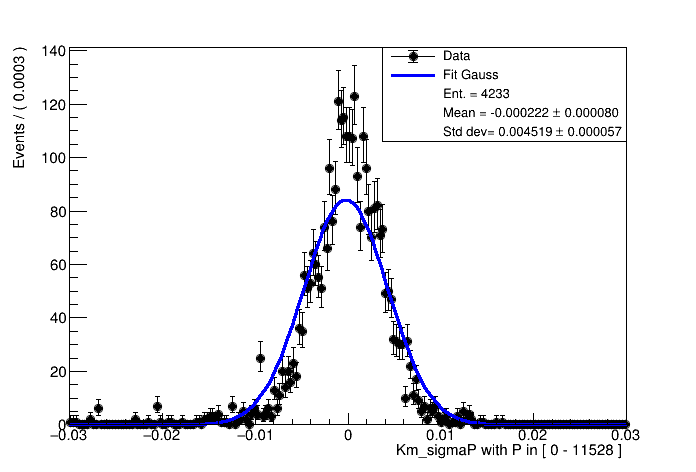 Events / ( 0.0003 )
140
120
100
80
60
40
20
0
−0.03 −0.02 −0.01 0 0.01 0.02 0.03
Km_sigmaP with P in [ 0 - 11528 ]
Data
Fit Gauss
Ent. = 4233
Mean = -0.000222 ± 0.000080
Std dev= 0.004519 ± 0.000057